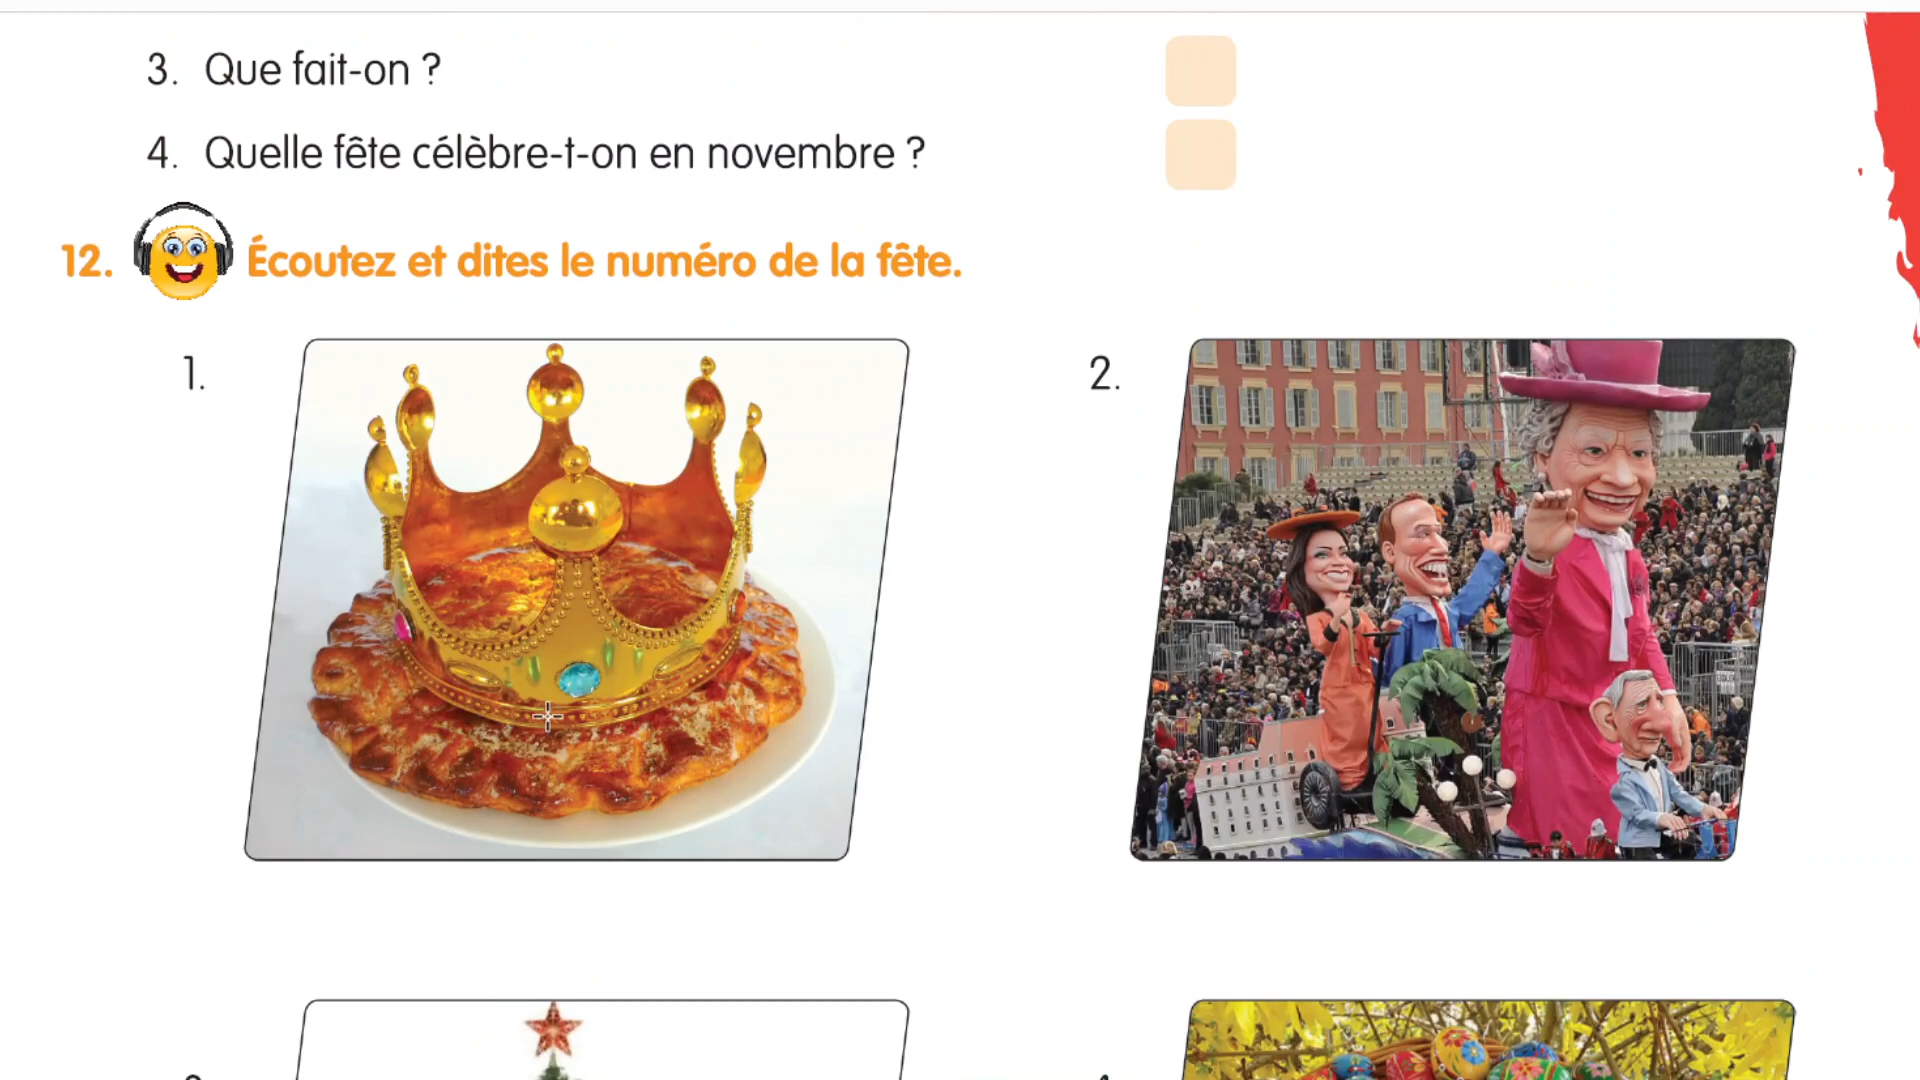 3. Que fait-on ?
4. Quelle fête célèbre-t-on en novembre ?
12. Écoutez et dites le numéro de la fête.
1.
2.